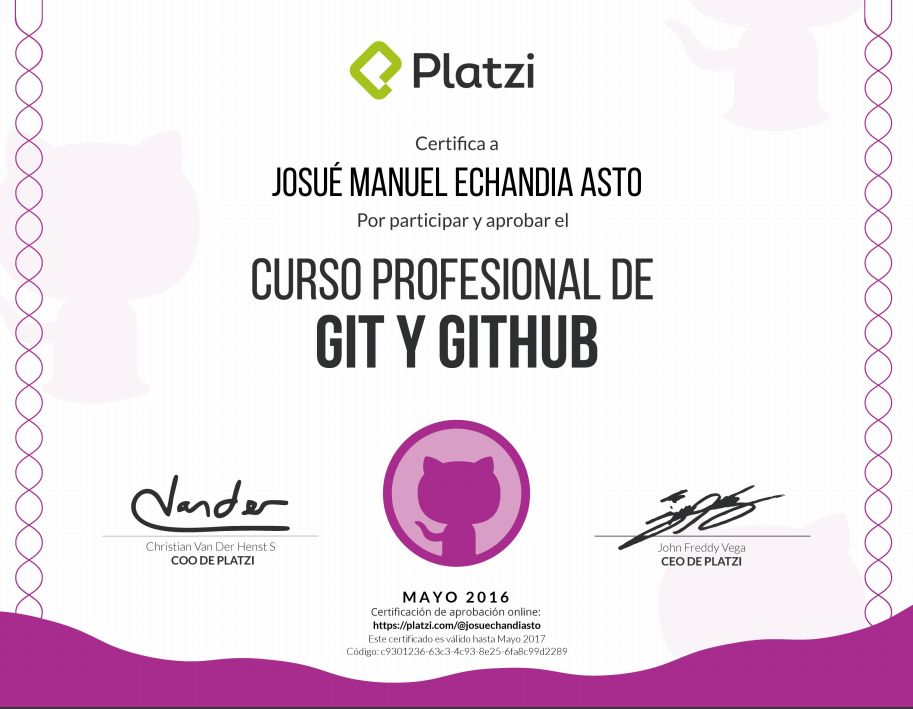 Platzi
Certifica a
JOSUÉ MANUEL ECHANDIA ASTO
Por participar y aprobar el
CURSO PROFESIONAL DE
GIT Y GITHUB
Vander
Christian Van Der Henst S
COO DE PLATZI
John Freddy Vega
CEO DE PLATZI
MAYO 2016
Certificación de aprobación online:
https://platzi.com/@josuechandiasto
Este certificado es válido hasta Mayo 2017
Código: c9301236-63c3-4c93-8e25-6fa8c99d2289